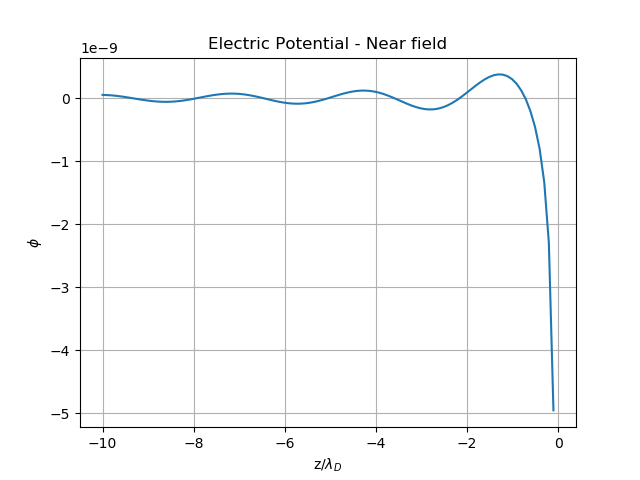 Electric Potential - Near field
1e−9
0
−1
−2
−3
−4
−5
ϕ
−10 −8 −6 −4 −2 0
z/λ_D